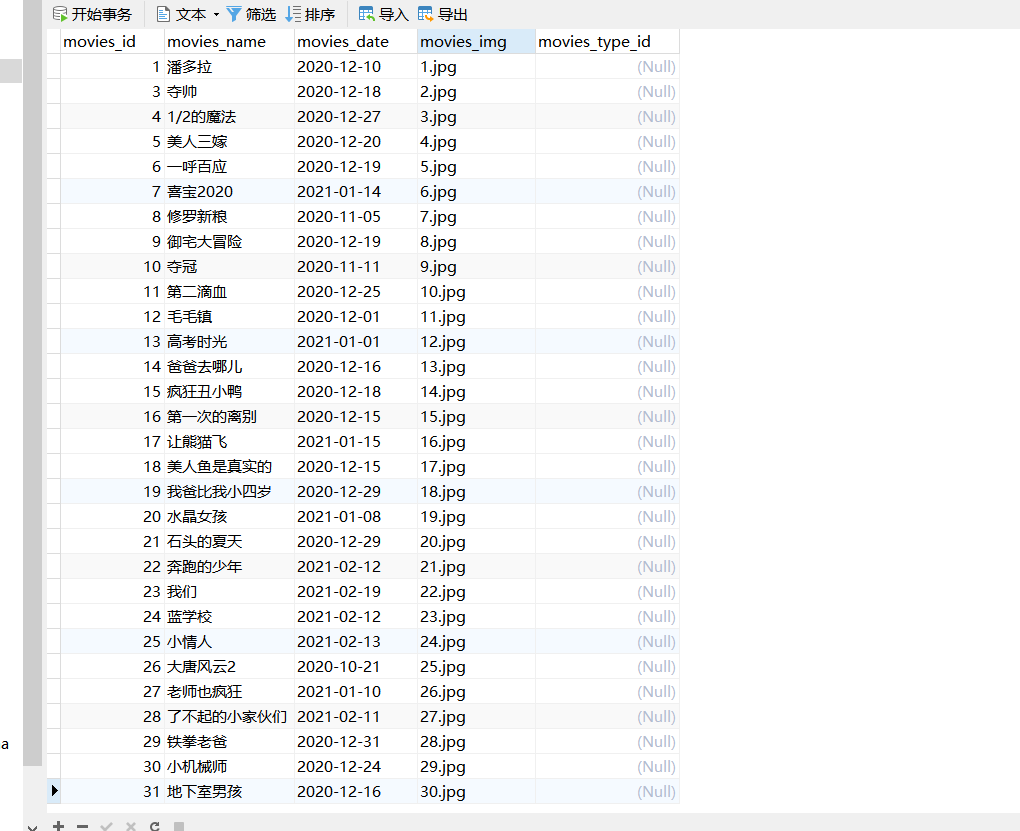 开始事务 文本 筛选 排序 导入 导出
movies_id movies_name movies_date movies_img movies_type_id
1 潘多拉 2020-12-10 1.jpg (Null)
3 夺帅 2020-12-18 2.jpg (Null)
4 1/2的魔法 2020-12-27 3.jpg (Null)
5 美人三嫁 2020-12-20 4.jpg (Null)
6 一呼百应 2020-12-19 5.jpg (Null)
7 喜宝2020 2021-01-14 6.jpg (Null)
8 修罗新粮 2020-11-05 7.jpg (Null)
9 御宅大冒险 2020-12-19 8.jpg (Null)
10 夺冠 2020-11-11 9.jpg (Null)
11 第二滴血 2020-12-25 10.jpg (Null)
12 毛毛镇 2020-12-01 11.jpg (Null)
13 高考时光 2021-01-01 12.jpg (Null)
14 爸爸去哪儿 2020-12-16 13.jpg (Null)
15 疯狂丑小鸭 2020-12-18 14.jpg (Null)
16 第一次的离别 2020-12-15 15.jpg (Null)
17 让熊猫飞 2021-01-15 16.jpg (Null)
18 美人鱼是真实的 2020-12-15 17.jpg (Null)
19 我爸比我小四岁 2020-12-29 18.jpg (Null)
20 水晶女孩 2021-01-08 19.jpg (Null)
21 石头的夏天 2020-12-29 20.jpg (Null)
22 奔跑的少年 2021-02-12 21.jpg (Null)
23 我们 2021-02-19 22.jpg (Null)
24 蓝学校 2021-02-12 23.jpg (Null)
25 小情人 2021-02-13 24.jpg (Null)
26 大唐风云2 2020-10-21 25.jpg (Null)
27 老师也疯狂 2021-01-10 26.jpg (Null)
28 了不起的小家伙们 2021-02-11 27.jpg (Null)
29 铁拳老爸 2020-12-31 28.jpg (Null)
30 小机械师 2020-12-24 29.jpg (Null)
31 地下室男孩 2020-12-16 30.jpg (Null)
a